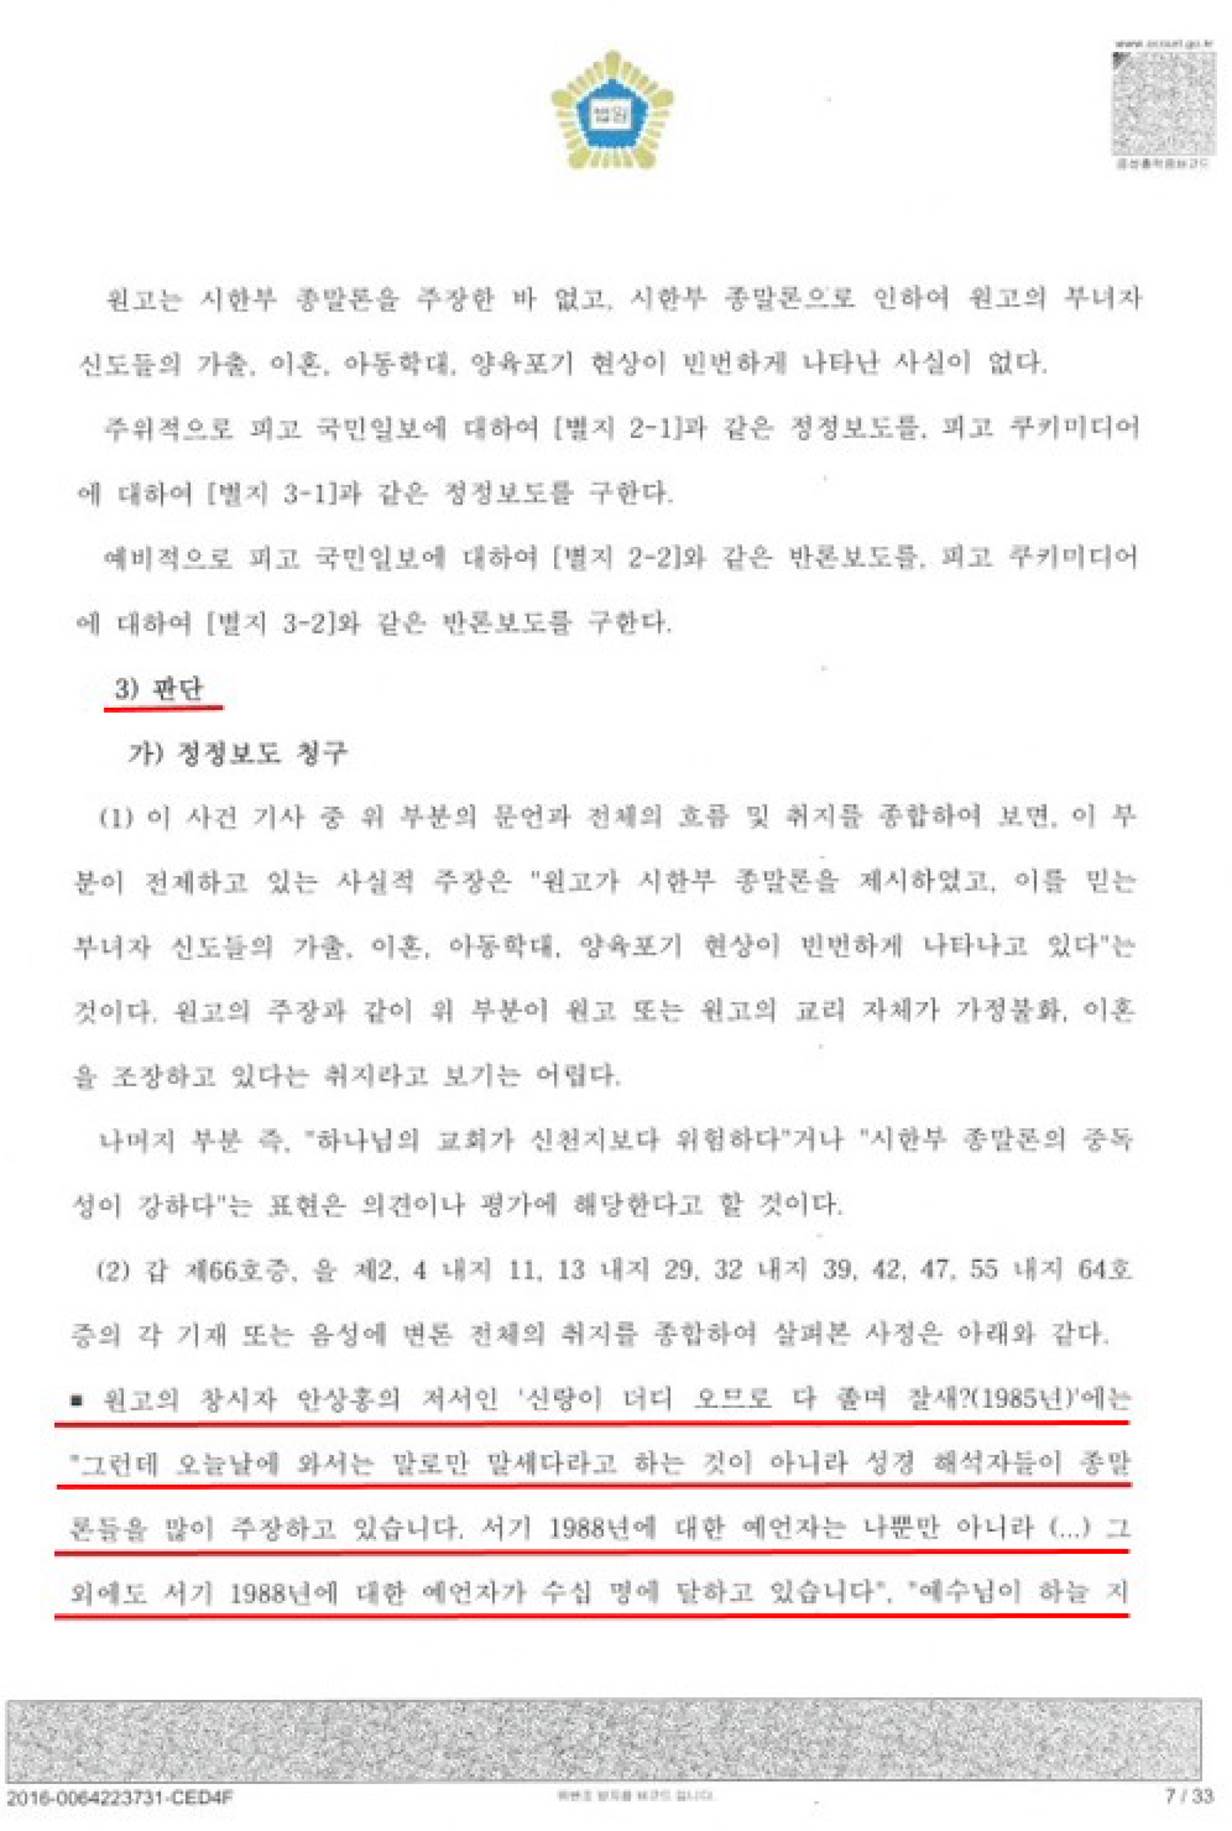 www.scourt.go.kr
법원
음성출력용바코드
원고는 시한부 종말론을 주장한 바 없고, 시한부 종말론으로 인하여 원고의 부녀자
신도들의 가출, 이혼, 아동학대, 양육포기 현상이 빈번하게 나타난 사실이 없다.
주위적으로 피고 국민일보에 대하여 [별지 2-1]과 같은 정정보도를, 피고 쿠키미디어
에 대하여 [별지 3-1]과 같은 정정보도를 구한다.
예비적으로 피고 국민일보에 대하여 [별지 2-2]와 같은 반론보도를, 피고 쿠키미디어
에 대하여 [별지 3-2]와 같은 반론보도를 구한다.
3) 판단
가) 정정보도 청구
(1) 이 사건 기사 중 위 부분의 문언과 전체의 흐름 및 취지를 종합하여 보면, 이 부
분이 전제하고 있는 사실적 주장은 "원고가 시한부 종말론을 제시하였고, 이를 믿는
부녀자 신도들의 가출, 이혼, 아동학대, 양육포기 현상이 빈번하게 나타나고 있다"는
것이다. 원고의 주장과 같이 위 부분이 원고 또는 원고의 교리 자체가 가정불화, 이혼
을 조장하고 있다는 취지라고 보기는 어렵다.
나머지 부분 즉, "하나님의 교회가 신천지보다 위험하다"거나 "시한부 종말론의 중독
성이 강하다"는 표현은 의견이나 평가에 해당한다고 할 것이다.
(2) 갑 제66호증, 을 제2, 4 내지 11, 13 내지 29, 32 내지 39, 42, 47, 55 내지 64호
증의 각 기재 또는 음성에 변론 전체의 취지를 종합하여 살펴본 사정은 아래와 같다.
■ 원고의 창시자 안상홍의 저서인 '신랑이 더디 오므로 다 졸며 잘새?(1985년)'에는
"그런데 오늘날에 와서는 말로만 말세다라고 하는 것이 아니라 성경 해석자들이 종말
론들을 많이 주장하고 있습니다. 서기 1988년에 대한 예언자는 나뿐만 아니라 (...) 그
외에도 서기 1988년에 대한 예언자가 수십 명에 달하고 있습니다", "예수님이 하늘 지
2016-0064223731-CED4F
위변조 방지용 바코드 입니다.
7 / 33